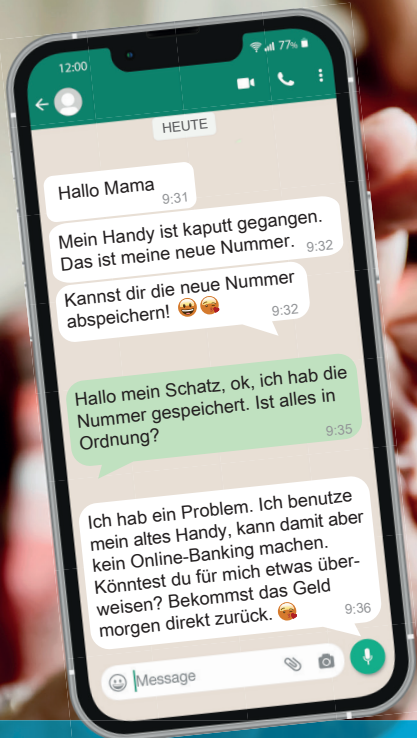 12:00
77%
HEUTE
Hallo Mama
9:31
Mein Handy ist kaputt gegangen.
Das ist meine neue Nummer.
9:32
Kannst dir die neue Nummer
abspeichern! 😃😘
9:32
Hallo mein Schatz, ok, ich hab die
Nummer gespeichert. Ist alles in
Ordnung?
9:35
Ich hab ein Problem. Ich benutze
mein altes Handy, kann damit aber
kein Online-Banking machen.
Könntest du für mich etwas über-
weisen? Bekommst das Geld
morgen direkt zurück. 😘
9:36
Message